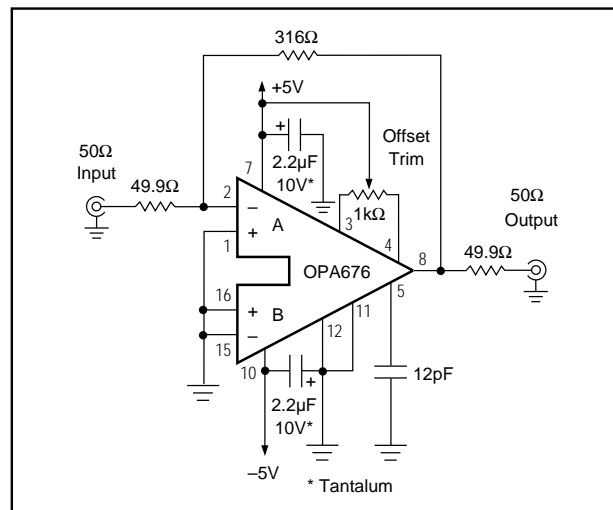 316Ω
+5V
Offset
Trim
50Ω
Input
49.9Ω
7
+
2.2µF
10V*
2
–
A
3
1kΩ
4
50Ω
Output
1
+
OPA676
8
49.9Ω
16
+
B
5
11
15
–
12
10
+
12pF
2.2µF
10V*
–5V
* Tantalum